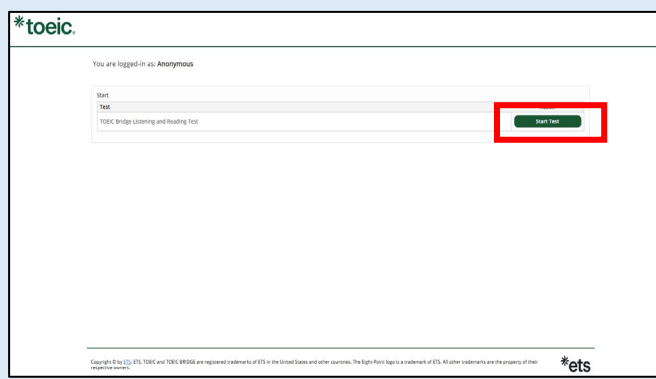 *toeic.
You are logged-in as: Anonymous
Start
Test
TOEIC Bridge Listening and Reading Test
Start Test
Copyright © by ETS. ETS, TOEIC and TOEIC BRIDGE are registered trademarks of ETS in the United States and other countries. The Eight-Point logo is a trademark of ETS. All other trademarks are the property of their
respective owners.
*ets